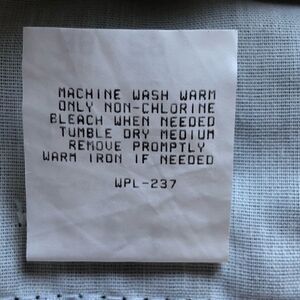 MACHINE WASH WARM
ONLY NON-CHLORINE
BLEACH WHEN NEEDED
TUMBLE DRY MEDIUM
REMOVE PROMPTLY
WARM IRON IF NEEDED
WPL-237